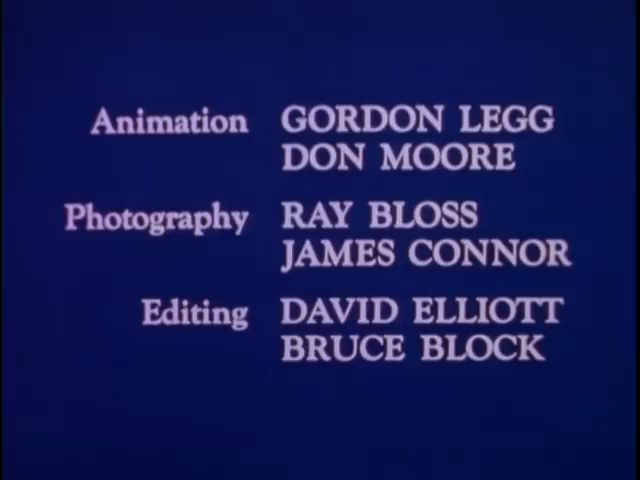 Animation GORDON LEGG
DON MOORE
Photography RAY BLOSS
JAMES CONNOR
Editing DAVID ELLIOTT
BRUCE BLOCK